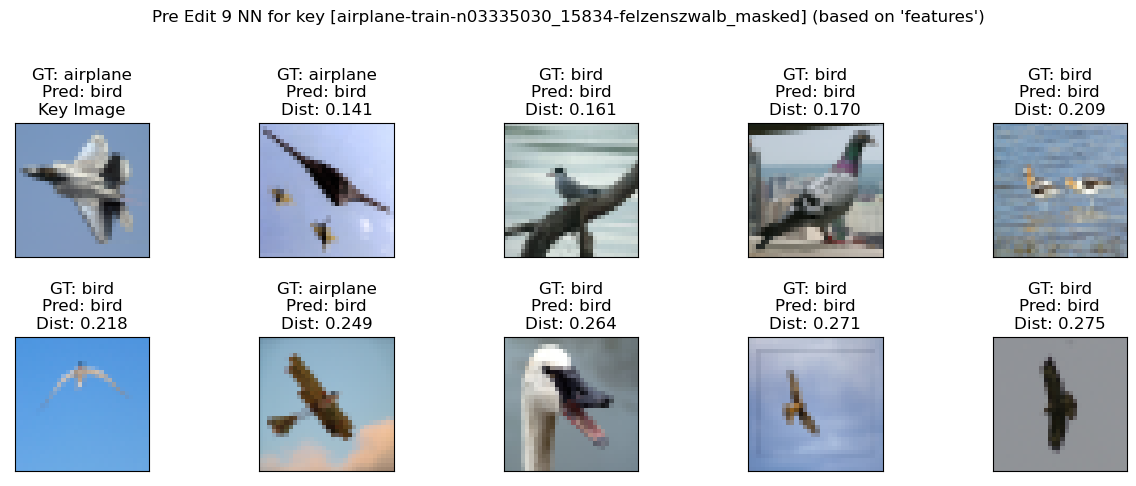 Pre Edit 9 NN for key [airplane-train-n03335030_15834-felzenszwalb_masked] (based on 'features')
GT: airplane
Pred: bird
Key Image
GT: airplane
Pred: bird
Dist: 0.141
GT: bird
Pred: bird
Dist: 0.161
GT: bird
Pred: bird
Dist: 0.170
GT: bird
Pred: bird
Dist: 0.209
GT: bird
Pred: bird
Dist: 0.218
GT: airplane
Pred: bird
Dist: 0.249
GT: bird
Pred: bird
Dist: 0.264
GT: bird
Pred: bird
Dist: 0.271
GT: bird
Pred: bird
Dist: 0.275